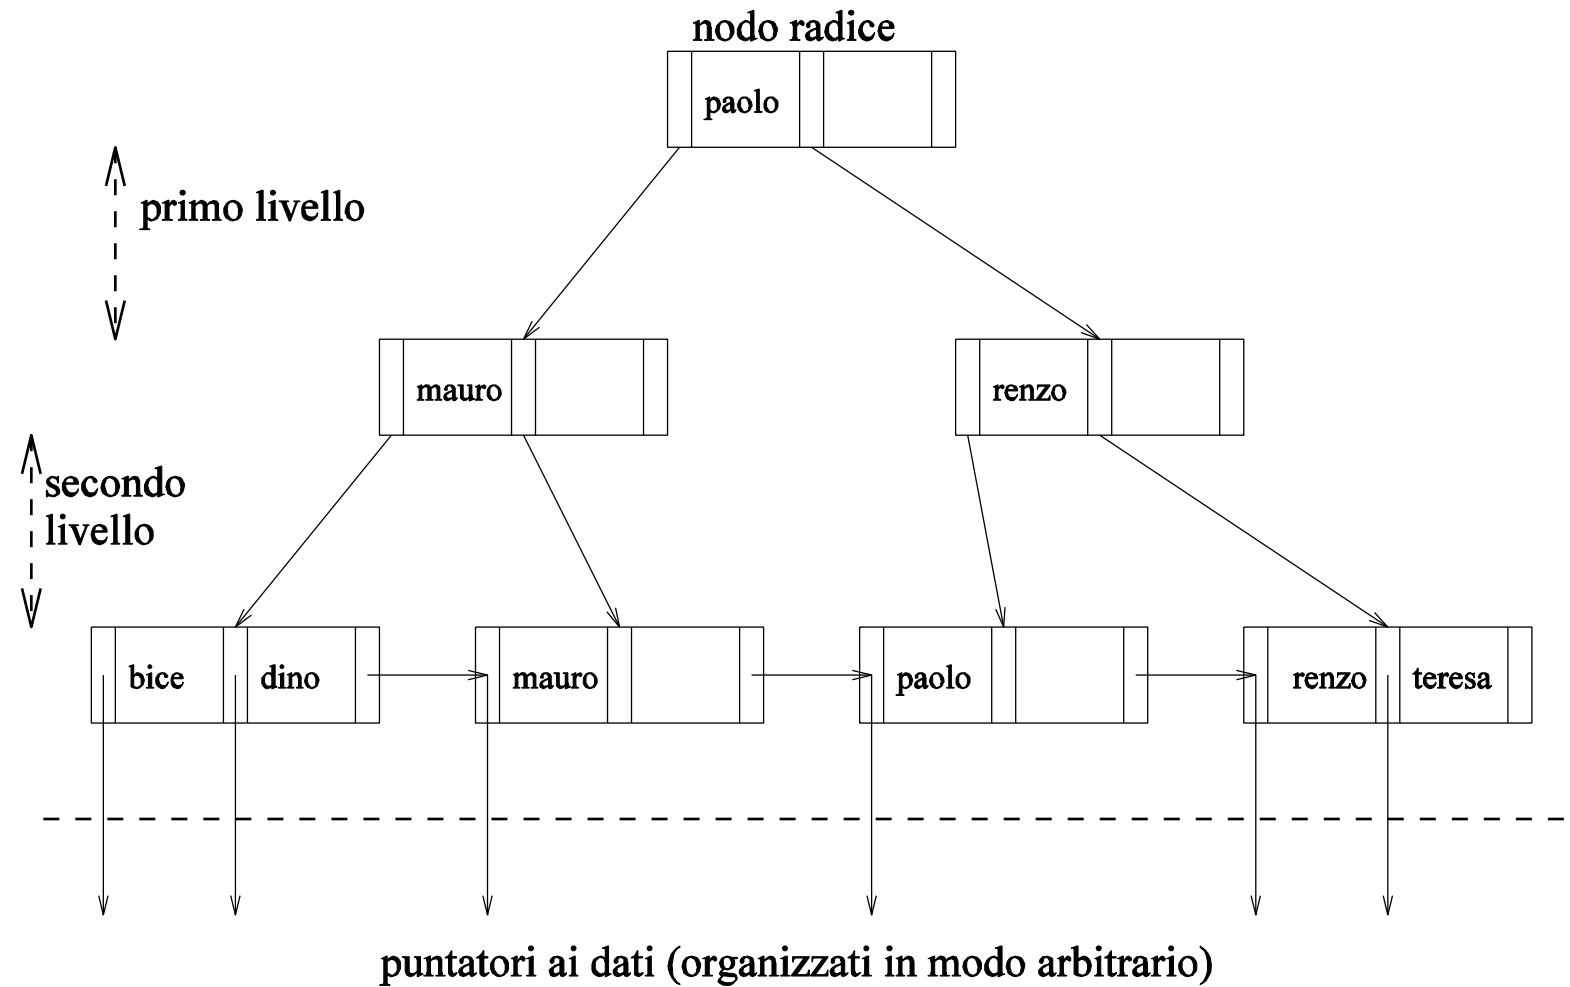 nodo radice
paolo
primo livello
mauro
renzo
secondo
livello
bice dino mauro paolo renzo teresa
puntatori ai dati (organizzati in modo arbitrario)